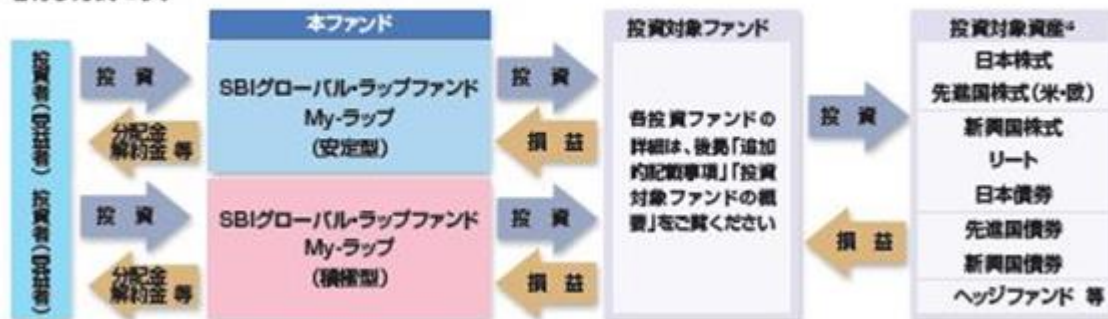 本ファンド
投資対象ファンド
投資対象資産
投資者(受益者)
投資者(受益者)
投 資
分配金
解約金 等
投 資
分配金
解約金 等
SBIグローバル・ラップファンド
My-ラップ
(安定型)
SBIグローバル・ラップファンド
My-ラップ
(積極型)
投 資
損 益
投 資
損 益
各投資ファンドの
詳細は、後掲「追加
的記載事項」「投資
対象ファンドの概
要」をご覧ください
投 資
損 益
日本株式
先進国株式(米・欧)
新興国株式
リート
日本債券
先進国債券
新興国債券
ヘッジファンド 等